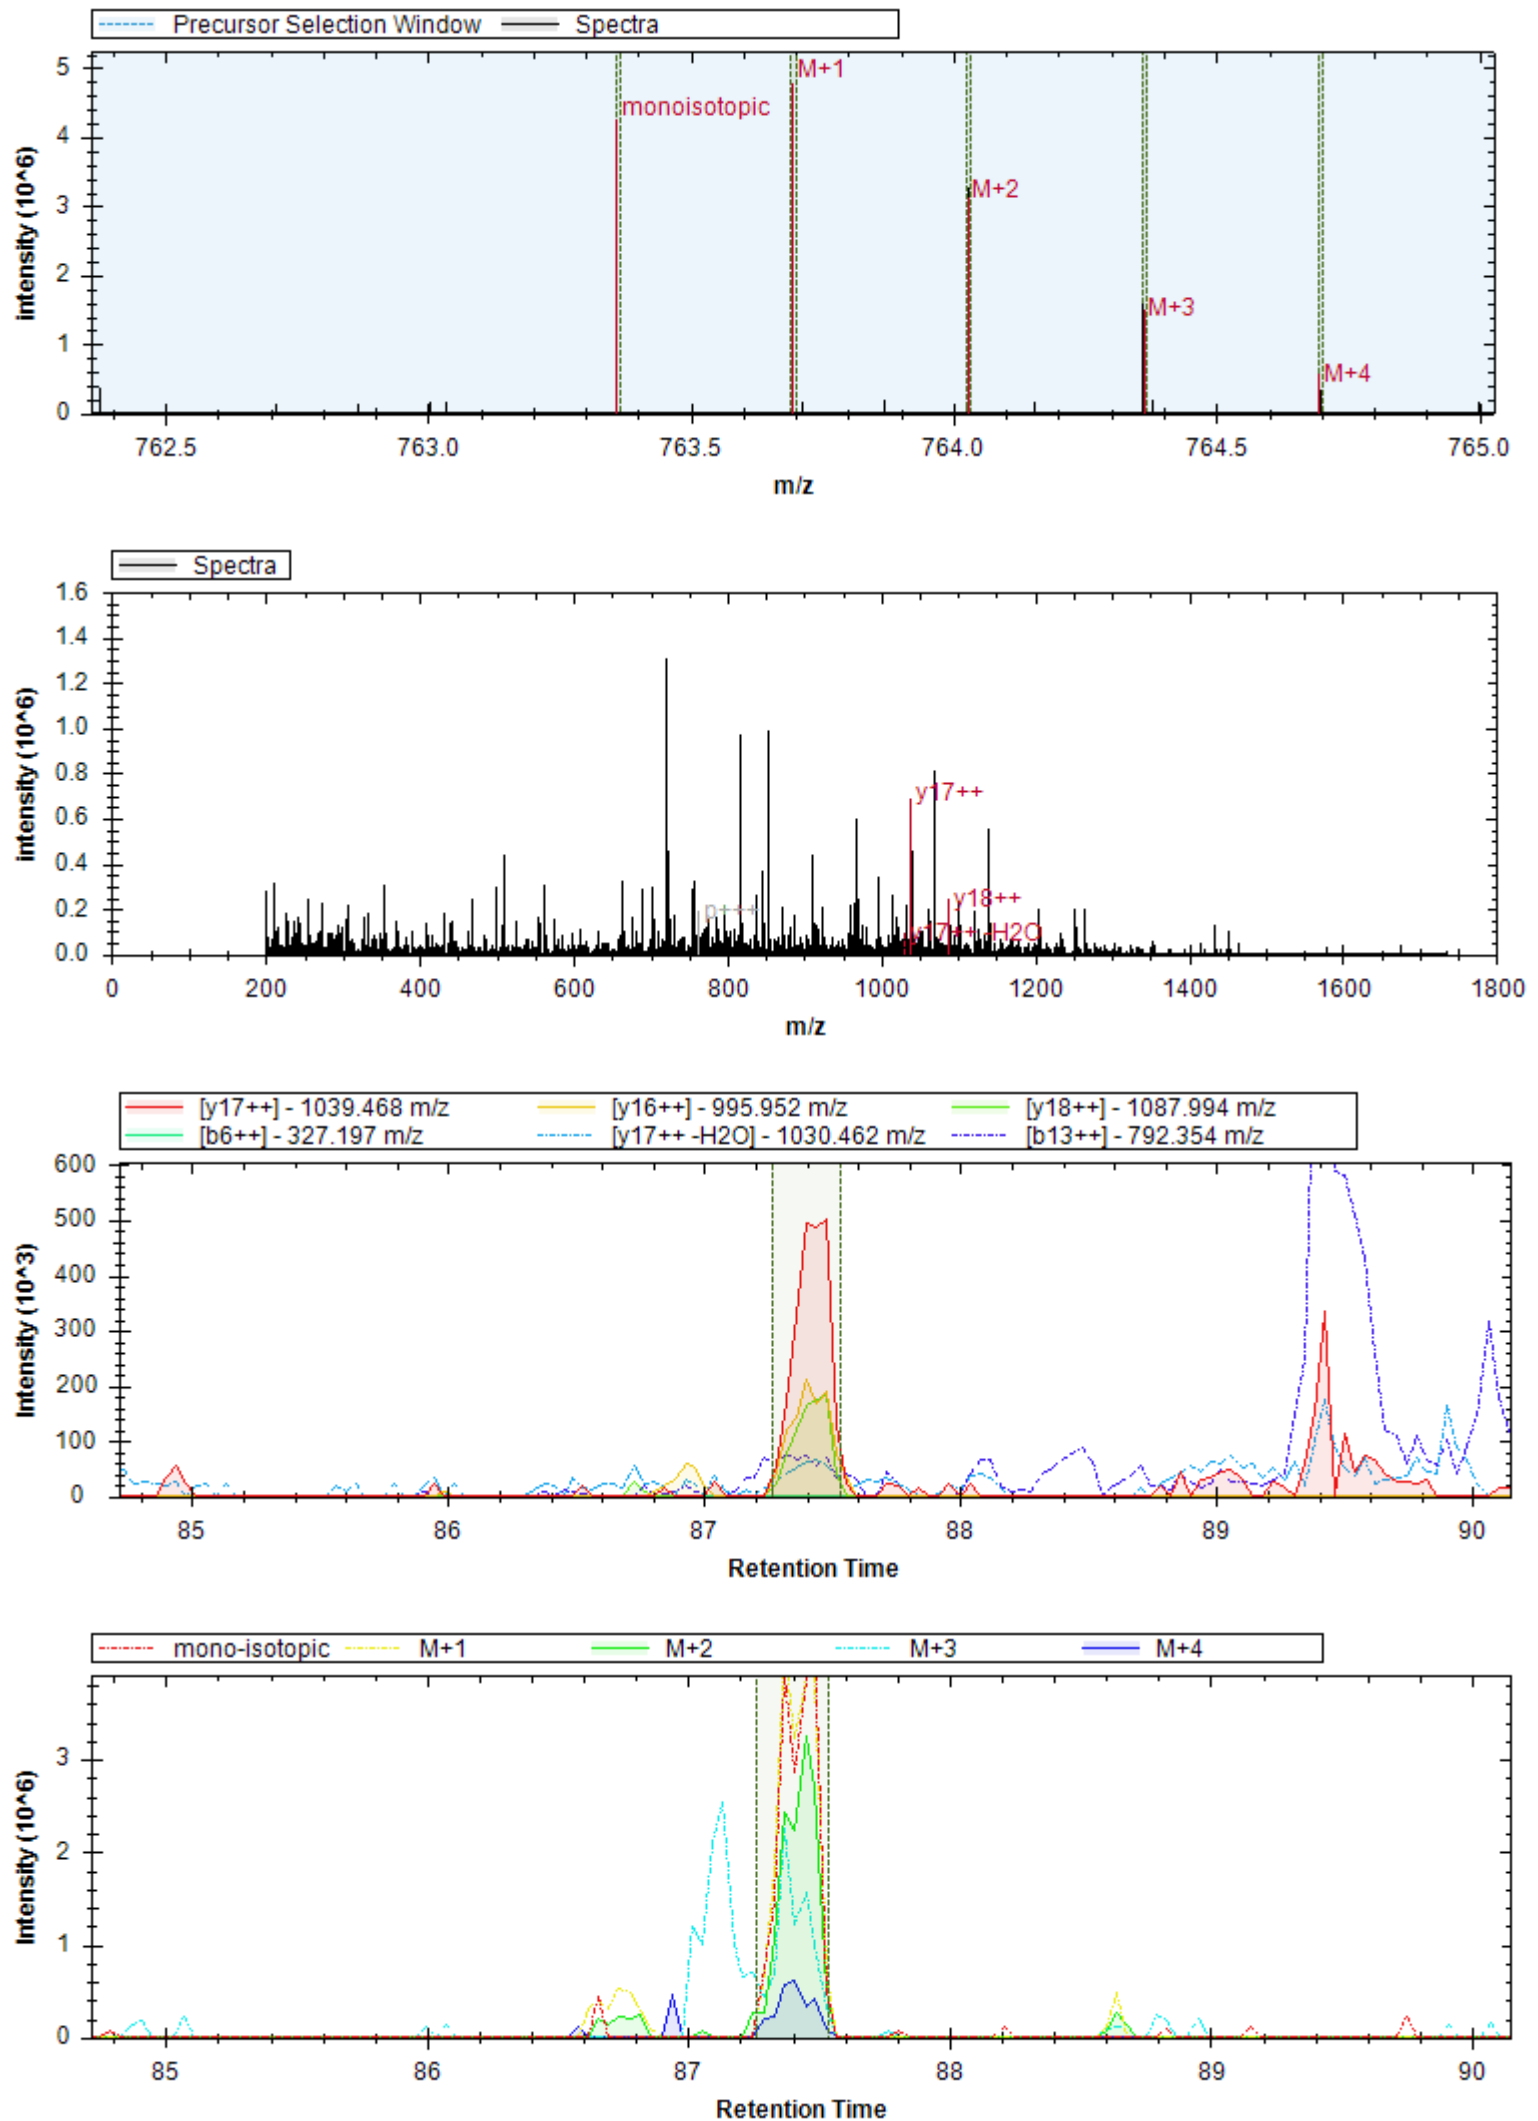 Precursor Selection Window Spectra
5
4
3
2
1
0
intensity (10^6)
monoisotopic
M+1
M+2
M+3
M+4
762.5 763.0 763.5 764.0 764.5 765.0
m/z
Spectra
1.6
1.4
1.2
1.0
0.8
0.6
0.4
0.2
0.0
intensity (10^6)
y17++
y18++
p+++
y17++ -H2O
0 200 400 600 800 1000 1200 1400 1600 1800
m/z
[y17++] - 1039.468 m/z [y16++] - 995.952 m/z [y18++] - 1087.994 m/z
[b6++] - 327.197 m/z [y17++ -H2O] - 1030.462 m/z [b13++] - 792.354 m/z
600
500
400
300
200
100
0
Intensity (10^3)
85 86 87 88 89 90
Retention Time
mono-isotopic M+1 M+2 M+3 M+4
3
2
1
0
Intensity (10^6)
85 86 87 88 89 90
Retention Time